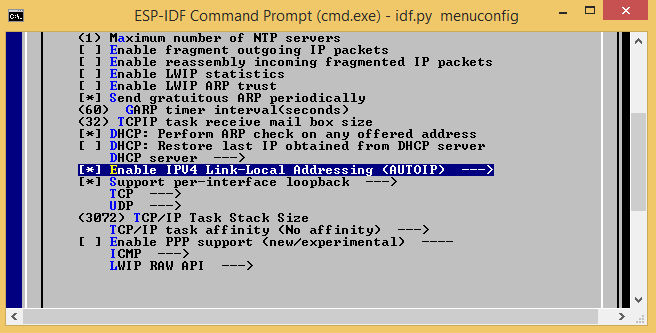 ESP-IDF Command Prompt (cmd.exe) - idf.py menuconfig
(1) Maximum number of NTP servers
[ ] Enable fragment outgoing IP packets
[ ] Enable reassembly incoming fragmented IP packets
[ ] Enable LWIP statistics
[ ] Enable LWIP ARP trust
[*] Send gratuitous ARP periodically
(60) GARP timer interval(seconds)
(32) TCPIP task receive mail box size
[*] DHCP: Perform ARP check on any offered address
[ ] DHCP: Restore last IP obtained from DHCP server
DHCP server --->
[*] Enable IPV4 Link-Local Addressing (AUTOIP) --->
[*] Support per-interface loopback --->
TCP --->
UDP --->
(3072) TCP/IP Task Stack Size
TCP/IP task affinity (No affinity) --->
[ ] Enable PPP support (new/experimental) ----
ICMP --->
LWIP RAW API --->